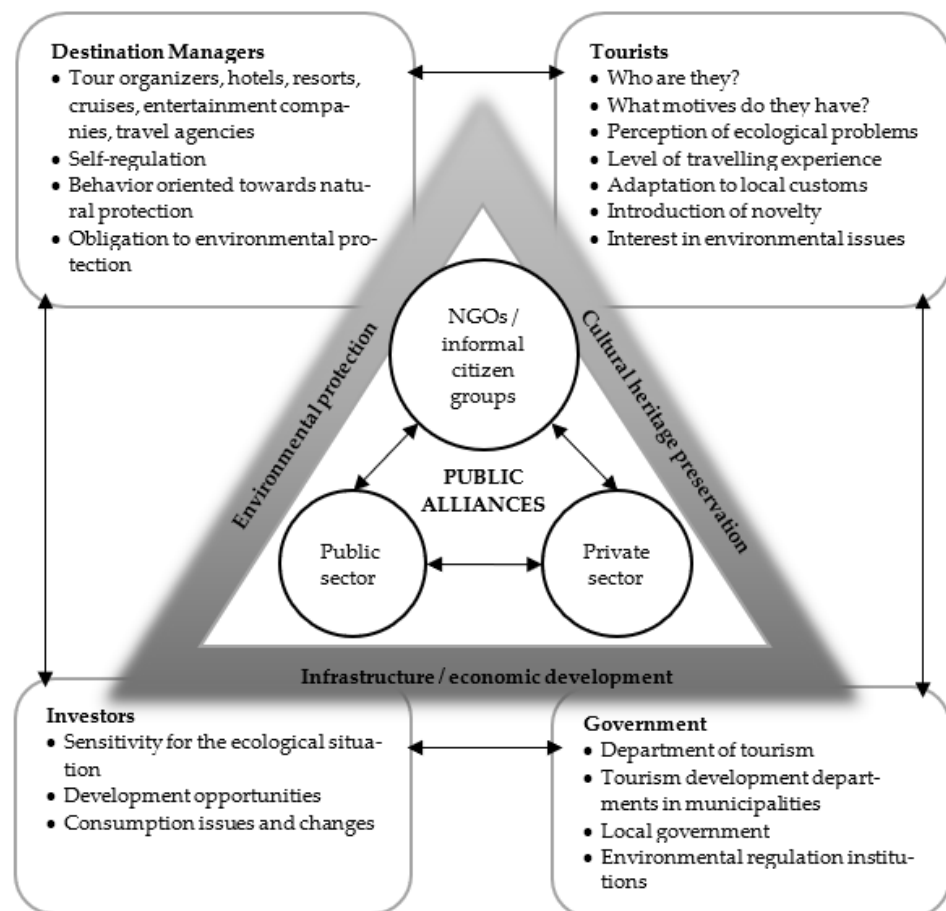 Destination Managers
• Tour organizers, hotels, resorts,
cruises, entertainment compa-
nies, travel agencies
• Self-regulation
• Behavior oriented towards natu-
ral protection
• Obligation to environmental pro-
tection
Tourists
• Who are they?
• What motives do they have?
• Perception of ecological problems
• Level of travelling experience
• Adaptation to local customs
• Introduction of novelty
• Interest in environmental issues
Environmental protection
Cultural heritage preservation
NGOs /
informal
citizen
groups
PUBLIC
ALLIANCES
Public
sector
Private
sector
Infrastructure / economic development
Investors
• Sensitivity for the ecological situa-
tion
• Development opportunities
• Consumption issues and changes
Government
• Department of tourism
• Tourism development depart-
ments in municipalities
• Local government
• Environmental regulation institu-
tions